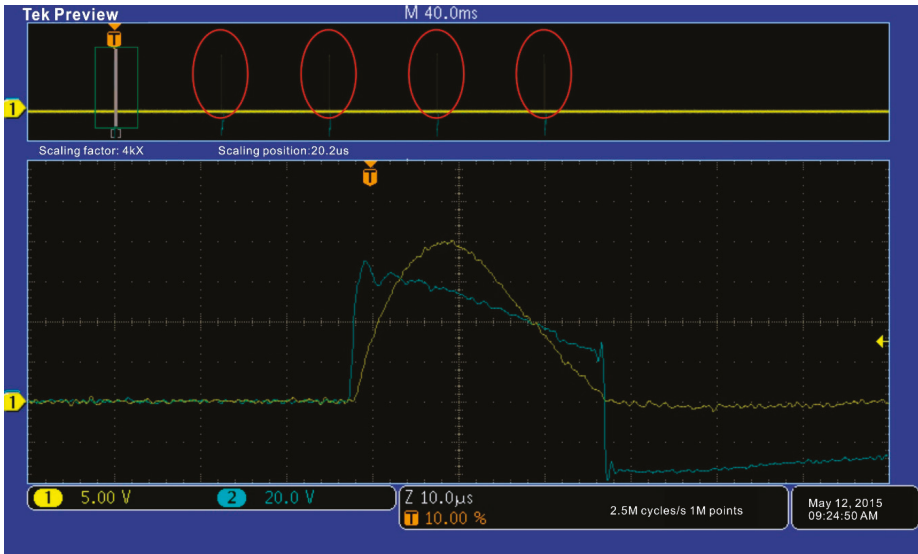 Tek Preview
M 40.0ms
T
1
Scaling factor: 4kX
Scaling position:20.2us
T
1
1 5.00 V
2 20.0 V
Z 10.0µs
T 10.00 %
2.5M cycles/s 1M points
May 12, 2015
09:24:50 AM